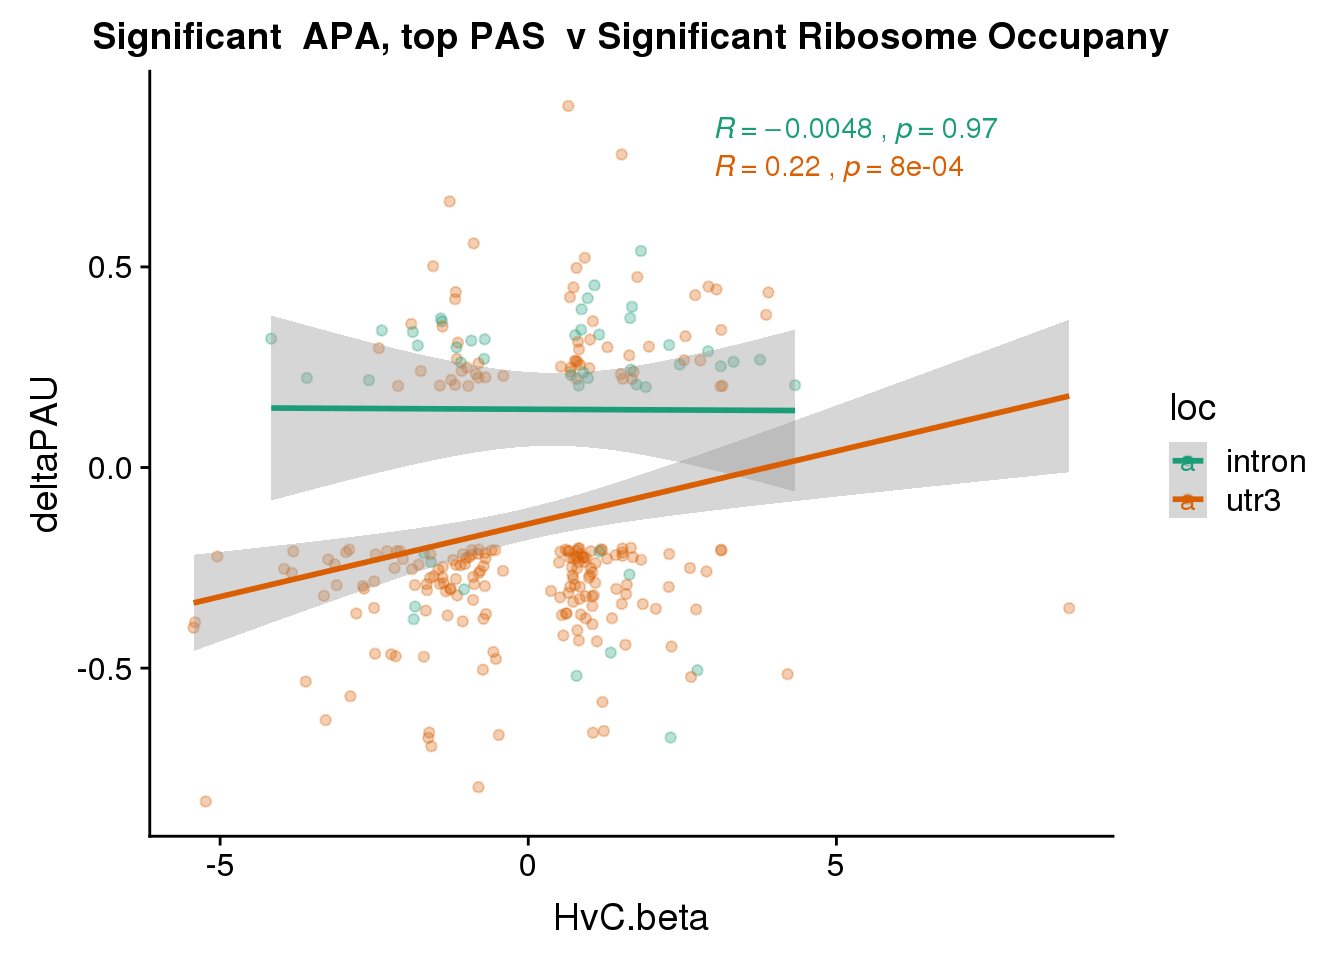 Significant  APA, top PAS  v Significant Ribosome Occupany
R = −0.0048 , p = 0.97
R = 0.22 , p = 8e-04
0.5
0.0
-0.5
deltaPAU
-5 0 5
HvC.beta
loc
a intron
a utr3